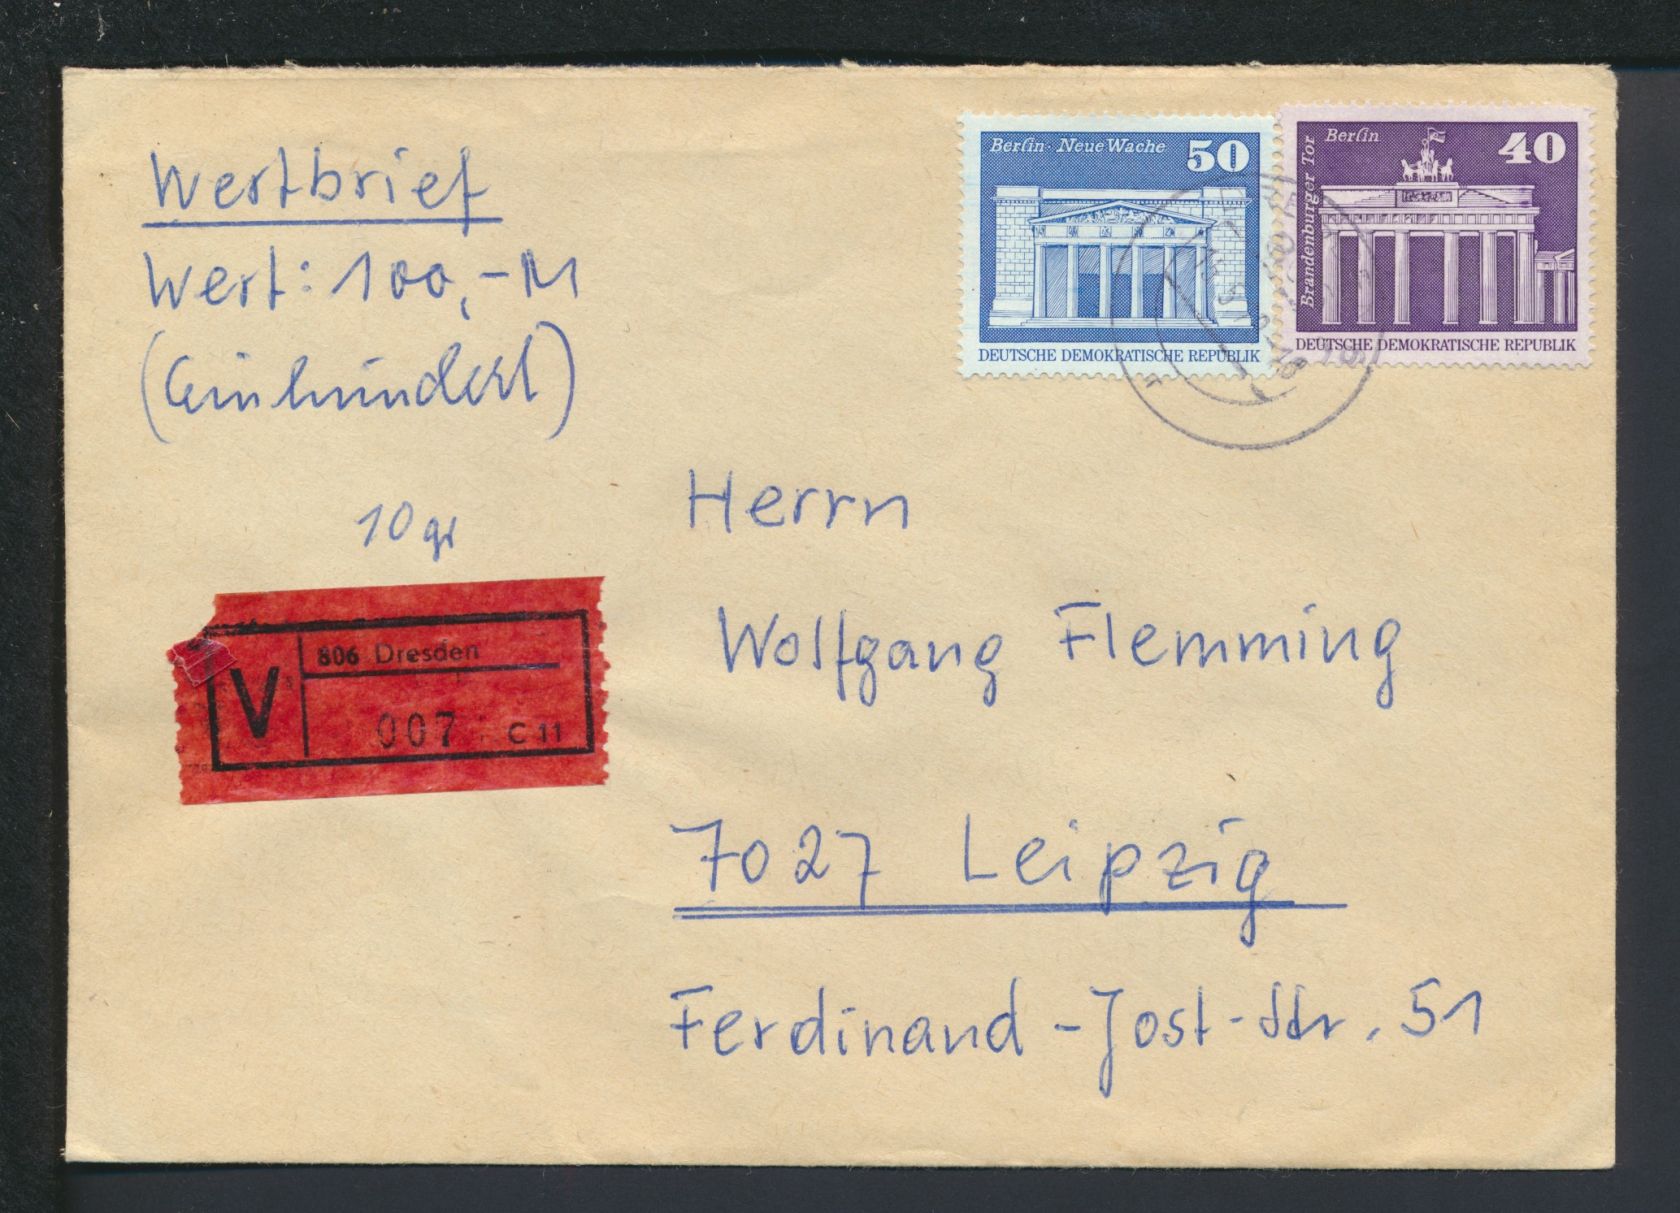 Wertbrief
Wert: 100,-M
(Einhundert)
10 gr
Berlin · Neue Wache 50
DEUTSCHE DEMOKRATISCHE REPUBLIK
Berlin 40
Brandenburger Tor
DEUTSCHE DEMOKRATISCHE REPUBLIK
V
806 Dresden
007 C 11
Herrn
Wolfgang Flemming
7027 Leipzig
Ferdinand-Jost-Str. 51